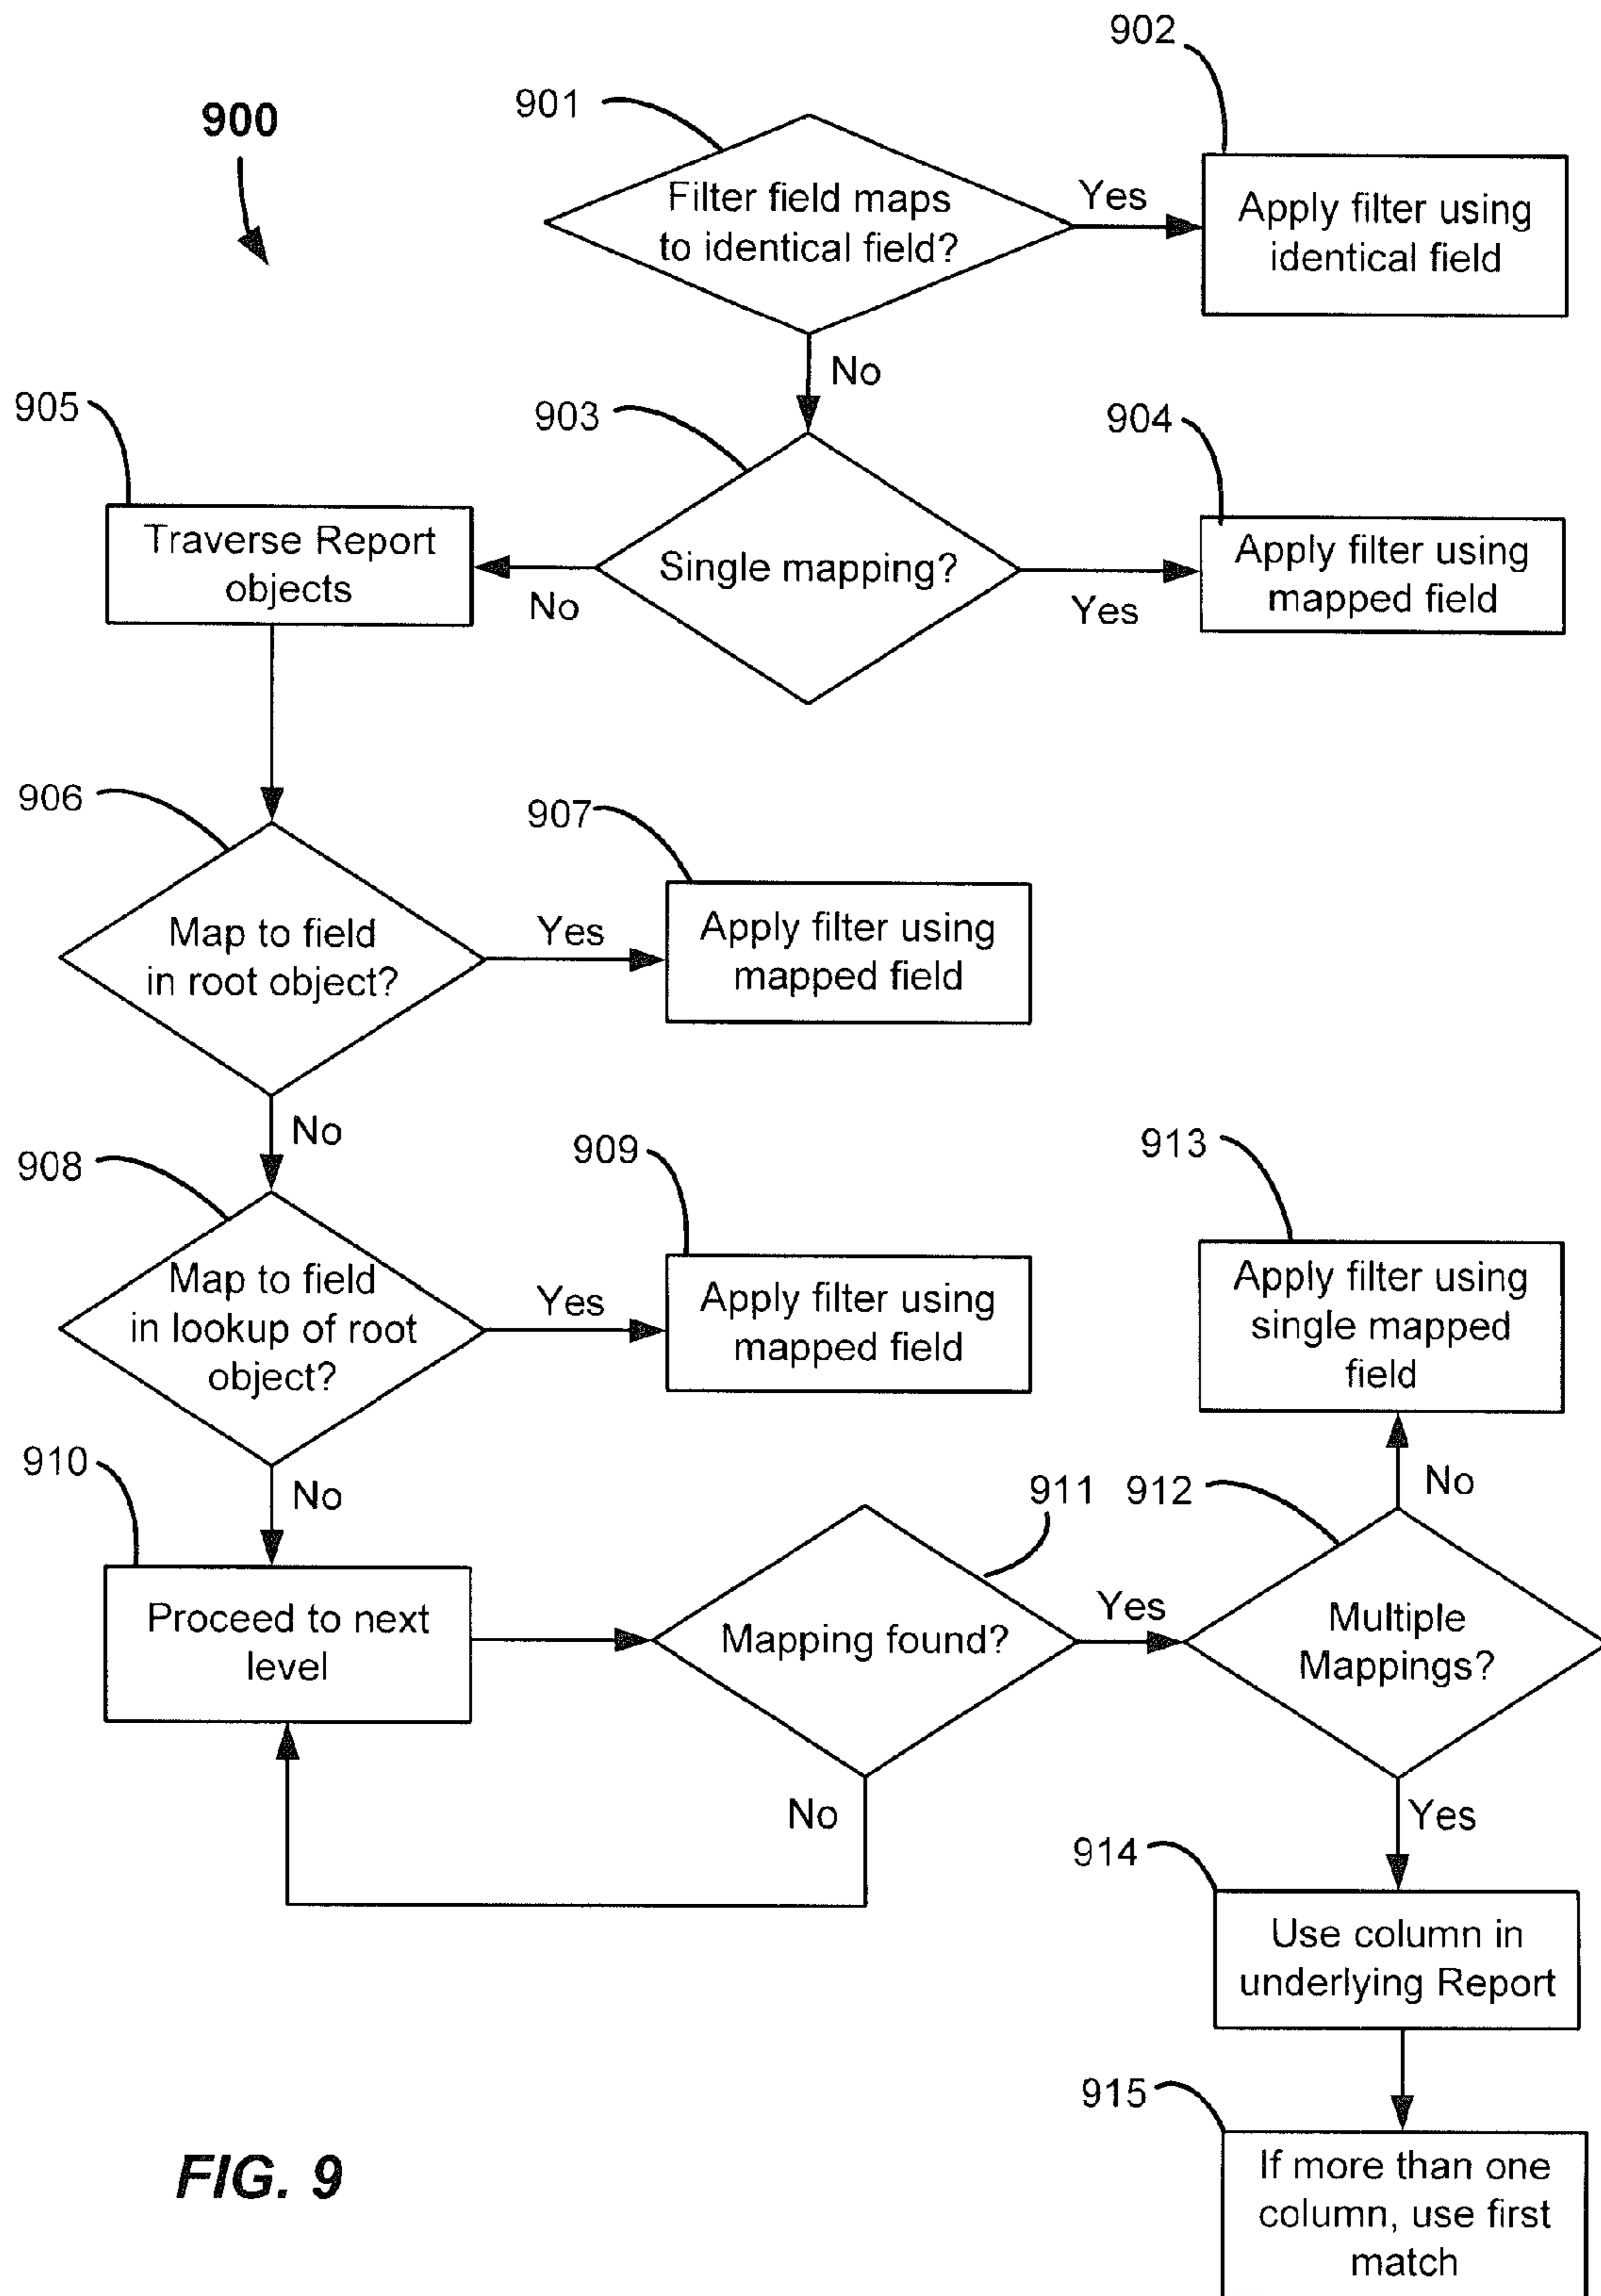 902
901
900
Filter field maps
to identical field?
Yes
Apply filter using
identical field
No
905
903
904
Traverse Report
objects
No
Single mapping?
Yes
Apply filter using
mapped field
906
907
Map to field
in root object?
Yes
Apply filter using
mapped field
No
908
909
913
Map to field
in lookup of root
object?
Yes
Apply filter using
mapped field
Apply filter using
single mapped
field
No
910
No
911
912
Proceed to next
level
Mapping found?
Yes
Multiple
Mappings?
No
Yes
914
Use column in
underlying Report
915
If more than one
column, use first
match
FIG. 9